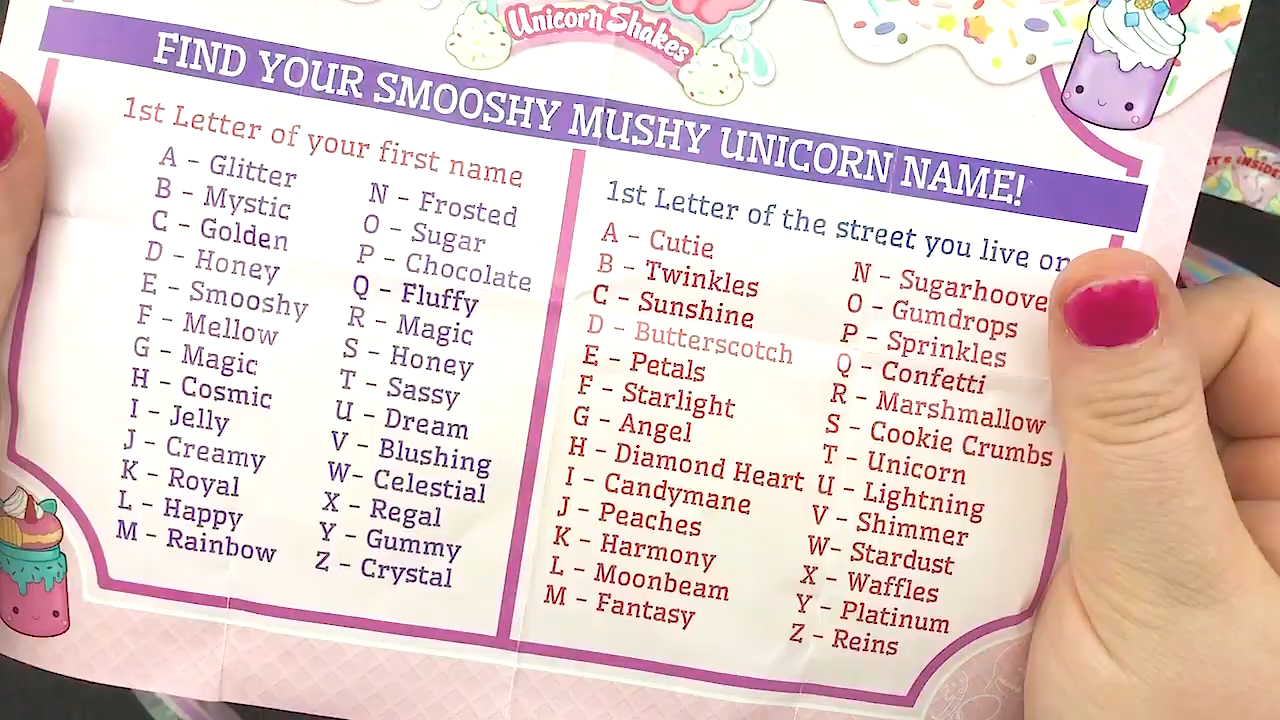 Unicorn Shakes
FIND YOUR SMOOSHY MUSHY UNICORN NAME!
1st Letter of your first name
A - Glitter
B - Mystic
C - Golden
D - Honey
E - Smooshy
F - Mellow
G - Magic
H - Cosmic
I - Jelly
J - Creamy
K - Royal
L - Happy
M - Rainbow
N - Frosted
O - Sugar
P - Chocolate
Q - Fluffy
R - Magic
S - Honey
T - Sassy
U - Dream
V - Blushing
W- Celestial
X - Regal
Y - Gummy
Z - Crystal
1st Letter of the street you live on
A - Cutie
B - Twinkles
C - Sunshine
D - Butterscotch
E - Petals
F - Starlight
G - Angel
H - Diamond Heart
I - Candymane
J - Peaches
K - Harmony
L - Moonbeam
M - Fantasy
N - Sugarhoove
O - Gumdrops
P - Sprinkles
Q - Confetti
R - Marshmallow
S - Cookie Crumbs
T - Unicorn
U - Lightning
V - Shimmer
W- Stardust
X - Waffles
Y - Platinum
Z - Reins
INSIDE